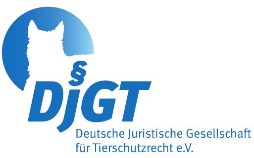 §
DJGT
Deutsche Juristische Gesellschaft
für Tierschutzrecht e.V.